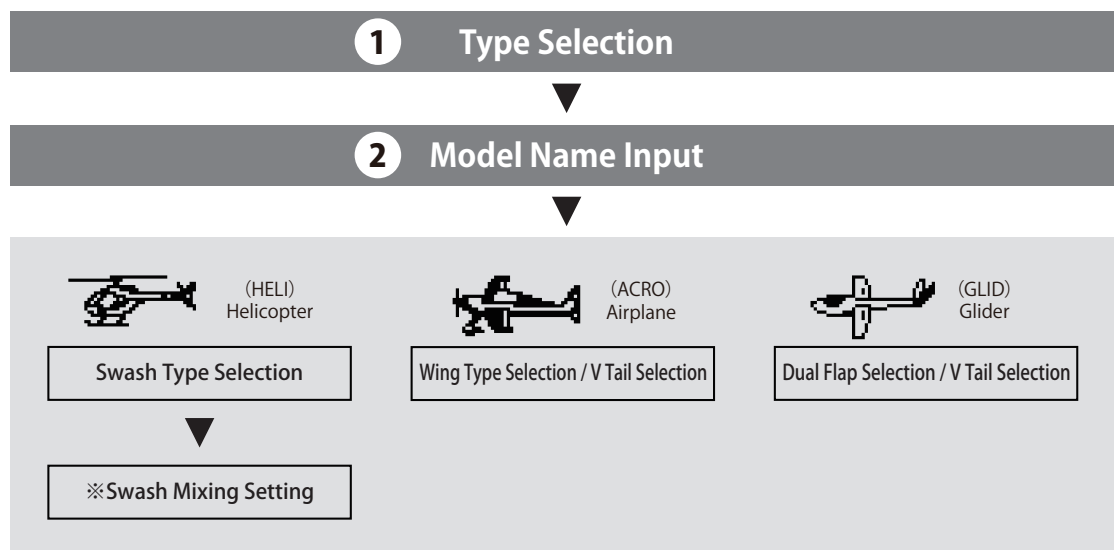 1 Type Selection
2 Model Name Input
(HELI)
Helicopter
(ACRO)
Airplane
(GLID)
Glider
Swash Type Selection
Wing Type Selection / V Tail Selection
Dual Flap Selection / V Tail Selection
※Swash Mixing Setting